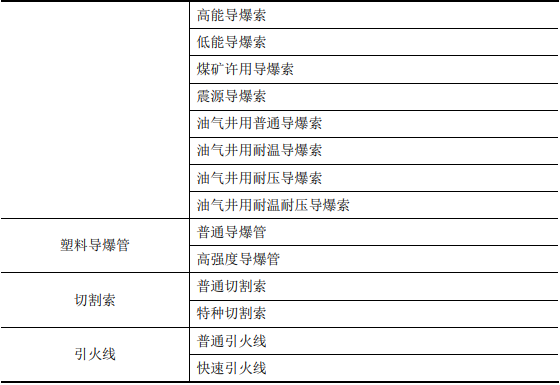 高能导爆索
低能导爆索
煤矿许用导爆索
震源导爆索
油气井用普通导爆索
油气井用耐温导爆索
油气井用耐压导爆索
油气井用耐温耐压导爆索
塑料导爆管
普通导爆管
高强度导爆管
切割索
普通切割索
特种切割索
引火线
普通引火线
快速引火线